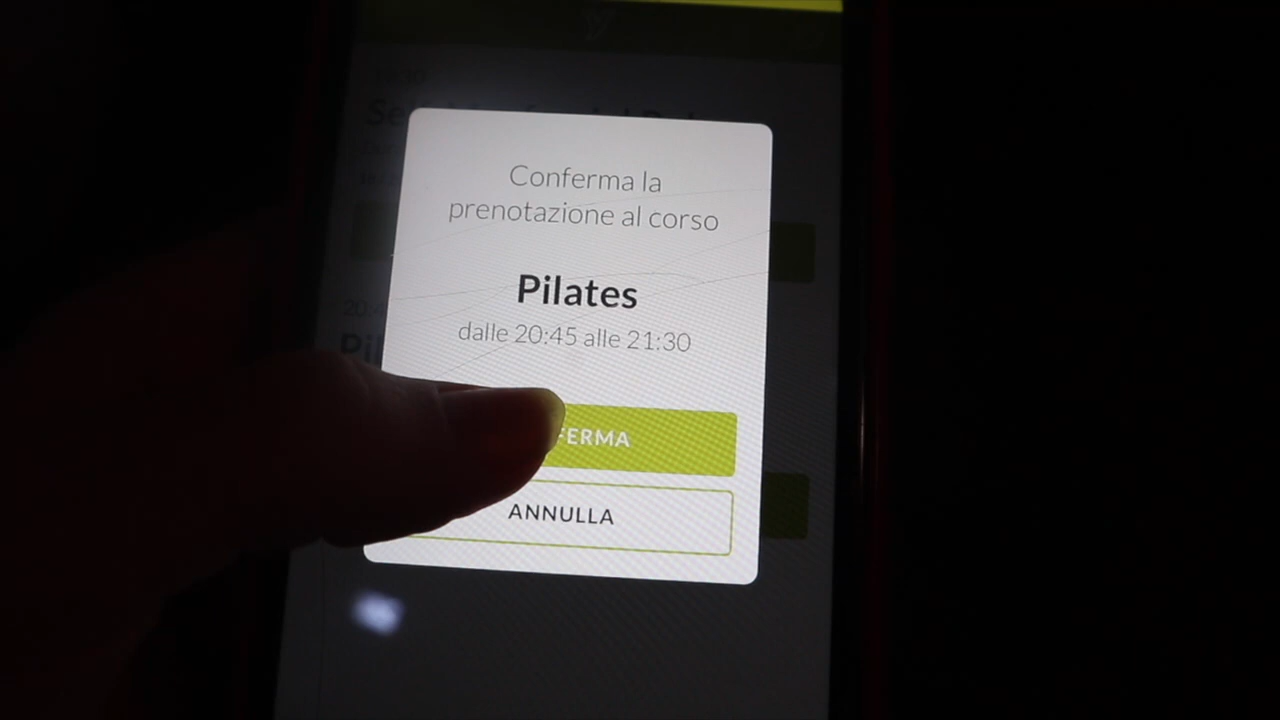 Conferma la
prenotazione al corso
Pilates
dalle 20:45 alle 21:30
FERMA
ANNULLA